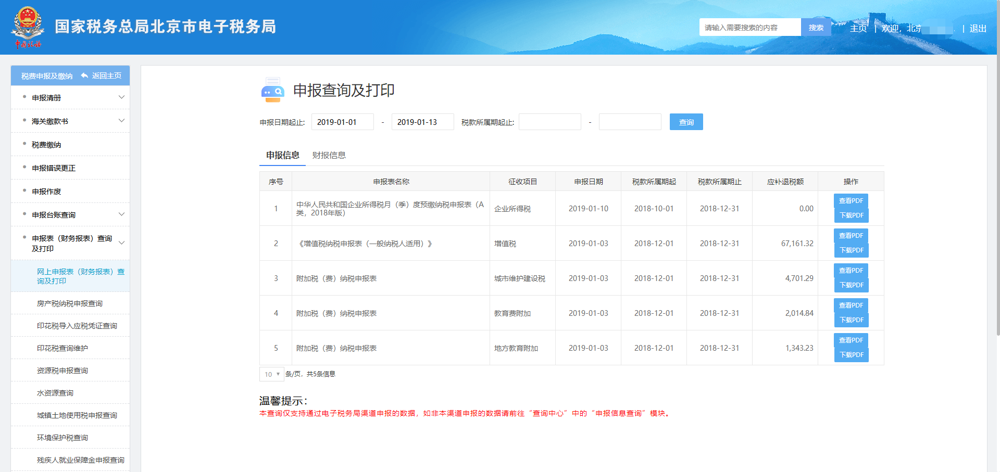 国家税务总局北京市电子税务局
中国税务
请输入需要搜索的内容 搜索 主页 | 欢迎, 北京 | 退出
税费申报及缴纳 返回主页
申报清册
海关缴款书
税费缴纳
申报错误更正
申报作废
申报台账查询
申报表（财务报表）查询
及打印
网上申报表（财务报表）查
询及打印
房产税纳税申报查询
印花税导入应税凭证查询
印花税查询维护
资源税申报查询
水资源查询
城镇土地使用税申报查询
环境保护税查询
残疾人就业保障金申报查询
申报查询及打印
申报日期起止: 2019-01-01 - 2019-01-13 税款所属期起止: - 查询
申报信息 财报信息
序号 申报表名称 征收项目 申报日期 税款所属期起 税款所属期止 应补退税额 操作
1 中华人民共和国企业所得税月（季）度预缴纳税申报表（A
类，2018年版） 企业所得税 2019-01-10 2018-10-01 2018-12-31 0.00 查看PDF
下载PDF
2 《增值税纳税申报表（一般纳税人适用）》 增值税 2019-01-03 2018-12-01 2018-12-31 67,161.32 查看PDF
下载PDF
3 附加税（费）纳税申报表 城市维护建设税 2019-01-03 2018-12-01 2018-12-31 4,701.29 查看PDF
下载PDF
4 附加税（费）纳税申报表 教育费附加 2019-01-03 2018-12-01 2018-12-31 2,014.84 查看PDF
下载PDF
5 附加税（费）纳税申报表 地方教育附加 2019-01-03 2018-12-01 2018-12-31 1,343.23 查看PDF
下载PDF
10 条/页，共5条信息
温馨提示：
本查询仅支持通过电子税务局渠道申报的数据，如非本渠道申报的数据请前往“查询中心”中的“申报信息查询”模块。